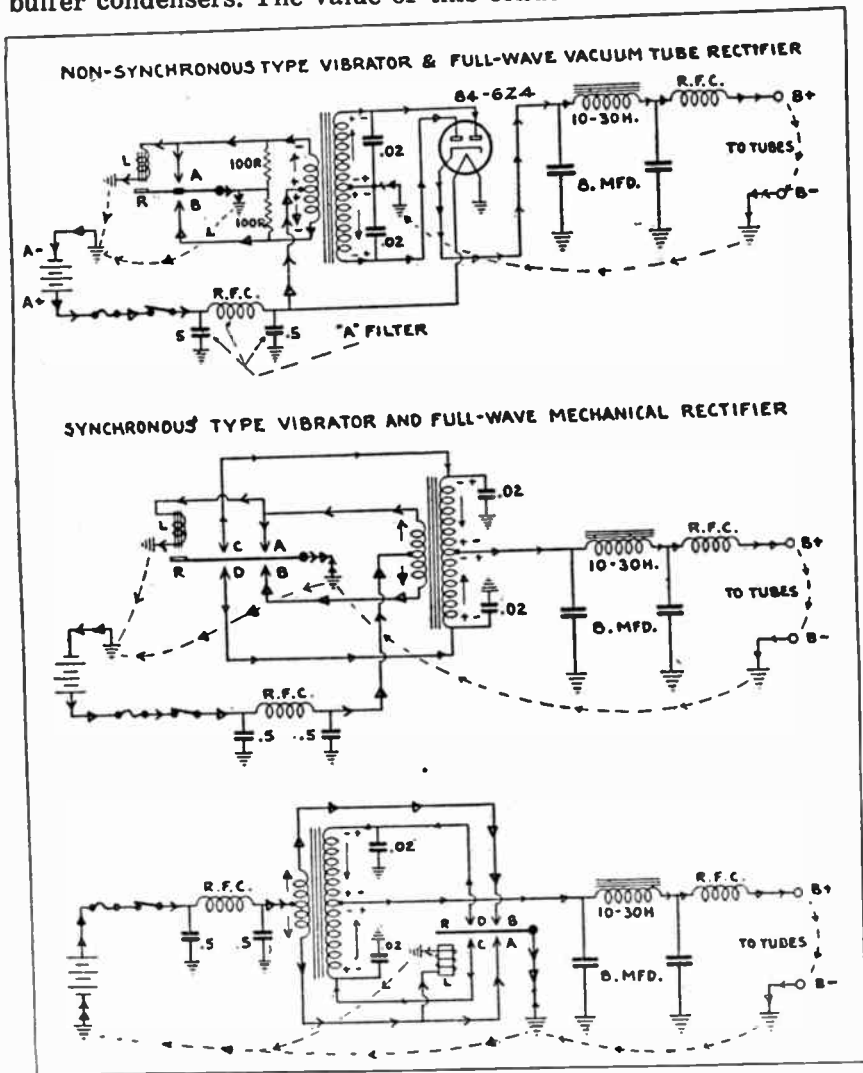 buffer condensers. The value of this
NON-SYNCHRONOUS TYPE VIBRATOR & FULL-WAVE VACUUM TUBE RECTIFIER
84-6Z4
R.F.C.
B+
10-30H.
L
A
100R
.02
TO TUBES
R
B
8. MFD.
L
100R
.02
B-
A-
A+
R.F.C.
.5
.5
"A" FILTER
SYNCHRONOUS TYPE VIBRATOR AND FULL-WAVE MECHANICAL RECTIFIER
.02
L
R.F.C.
B+
C
A
R
D
B
10-30H.
.02
TO TUBES
8. MFD.
B-
R.F.C.
.5
.5
.02
R.F.C.
R.F.C.
B+
R
D
B
10-30H
.5
.5
.02
C
A
TO TUBES
L
8. MFD.
B-